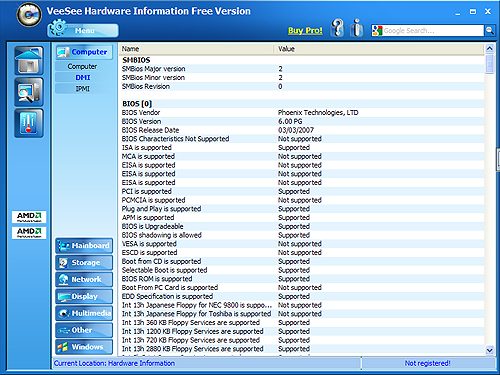 VeeSee Hardware Information Free Version
Menu
Buy Pro!
Google Search...
Computer
Computer
DMI
IPMI
AMD
AMD
Mainboard
Storage
Network
Display
Multimedia
Other
Windows
Name Value
SMBIOS
SMBios Major version 2
SMBios Minor version 2
SMBios Revision 0
BIOS [0]
BIOS Vendor Phoenix Technologies, LTD
BIOS Version 6.00 PG
BIOS Release Date 03/03/2007
BIOS Characteristics Not Supported Not supported
ISA is supported Supported
MCA is supported Not supported
EISA is supported Not supported
EISA is supported Not supported
EISA is supported Not supported
PCI is supported Supported
PCMCIA is supported Not supported
Plug and Play is supported Supported
APM is supported Supported
BIOS is Upgradeable Supported
BIOS shadowing is allowed Supported
VESA is supported Not supported
ESCD is supported Not supported
Boot from CD is supported Supported
Selectable Boot is supported Supported
BIOS ROM is supported Supported
Boot From PC Card is supported Not supported
EDD Specification is supported Supported
Int 13h Japanese Floppy for NEC 9800 is suppo... Not supported
Int 13h Japanese Floppy for Toshiba is supported Not supported
Int 13h 360 KB Floppy Services are supported Supported
Int 13h 1200 KB Floppy Services are supported Supported
Int 13h 720 KB Floppy Services are supported Supported
Int 13h 2880 KB Floppy Services are supported Supported
Current Location: Hardware Information
Not registered!